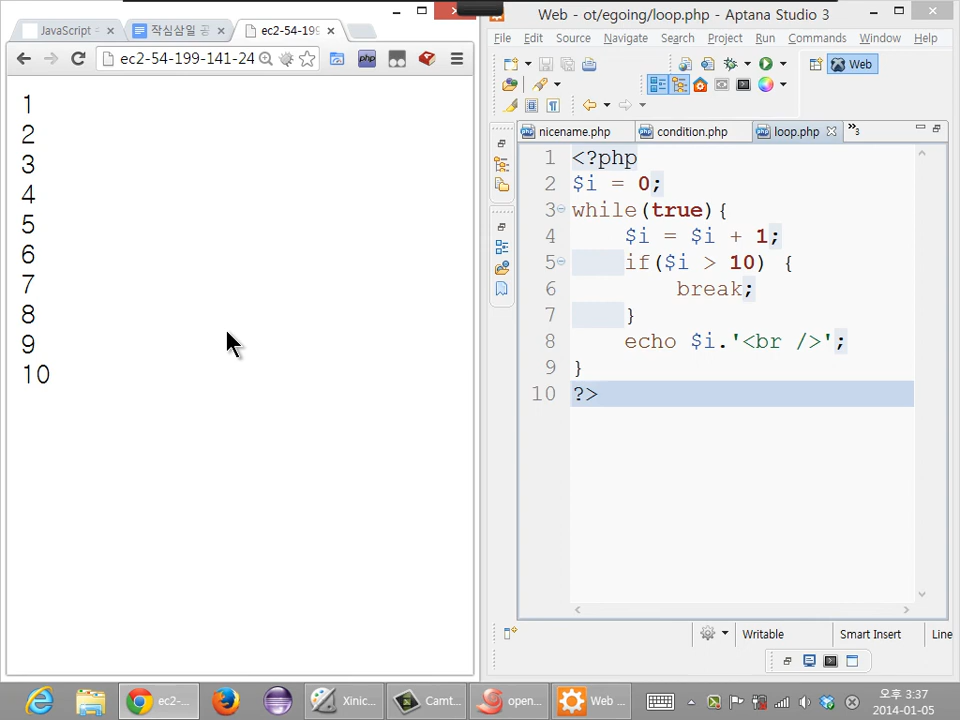 JavaScript =
작심삼일 공
ec2-54-199
ec2-54-199-141-24
php
1
2
3
4
5
6
7
8
9
10
Web - ot/egoing/loop.php - Aptana Studio 3
File Edit Source Navigate Search Project Run Commands Window Help
Web
nicename.php condition.php loop.php »3
1 <?php
2 $i = 0;
3 while(true){
4 $i = $i + 1;
5 if($i > 10) {
6 break;
7 }
8 echo $i.'<br />';
9 }
10 ?>
Writable Smart Insert Line
ec2-... Xinic... Camt... open... Web ...
오후 3:37
2014-01-05